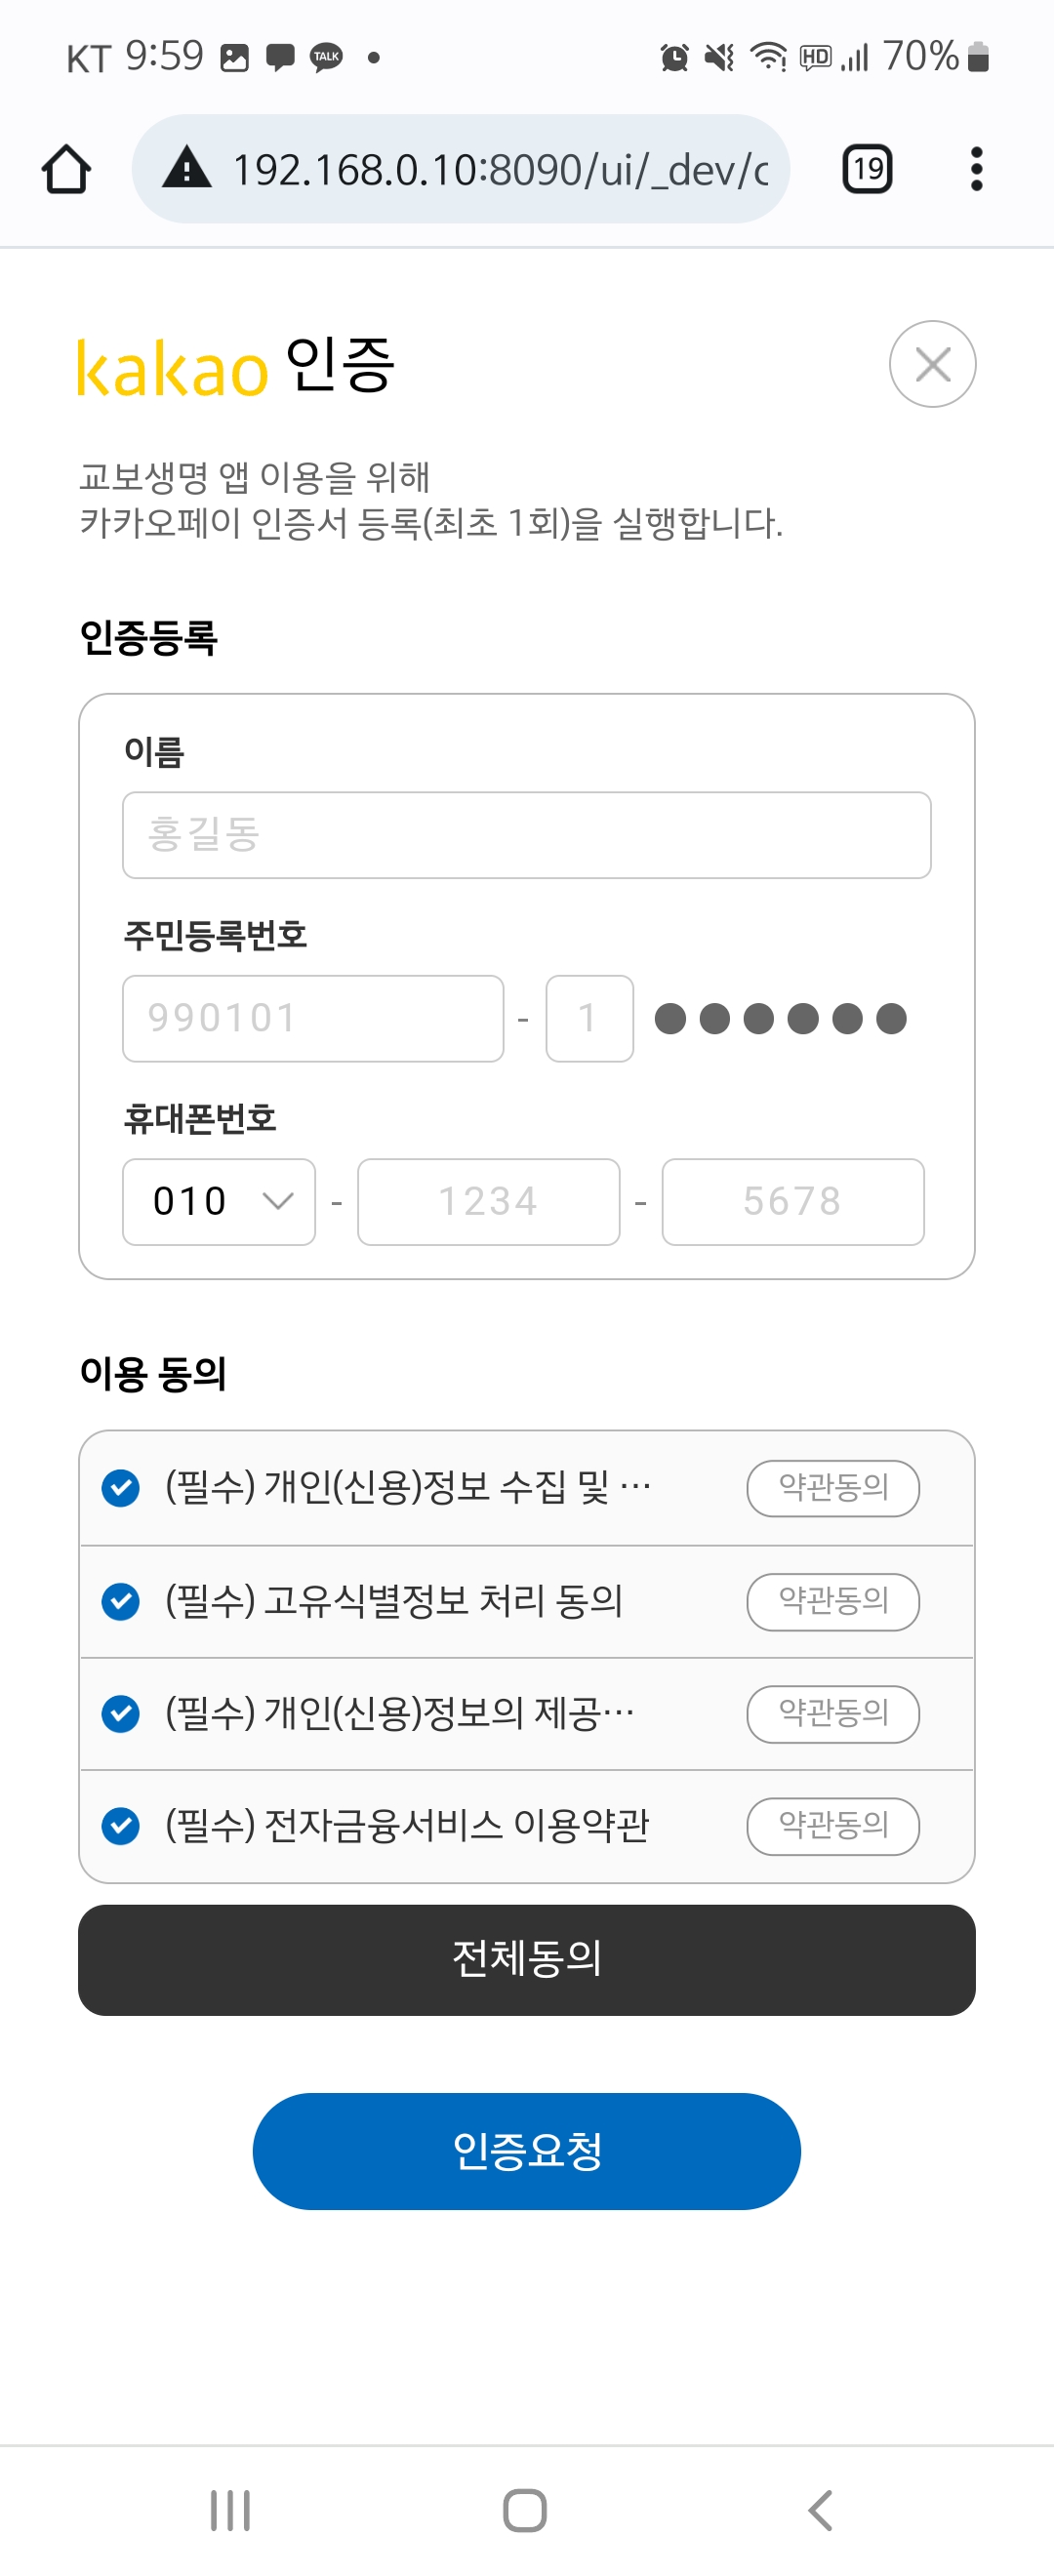 KT 9:59 TALK HD 70%
192.168.0.10:8090/ui/_dev/c
19
kakao 인증
교보생명 앱 이용을 위해
카카오페이 인증서 등록(최초 1회)을 실행합니다.
인증등록
이름
홍길동
주민등록번호
990101 - 1 ●●●●●●
휴대폰번호
010 - 1234 - 5678
이용 동의
(필수) 개인(신용)정보 수집 및 ... 약관동의
(필수) 고유식별정보 처리 동의 약관동의
(필수) 개인(신용)정보의 제공... 약관동의
(필수) 전자금융서비스 이용약관 약관동의
전체동의
인증요청